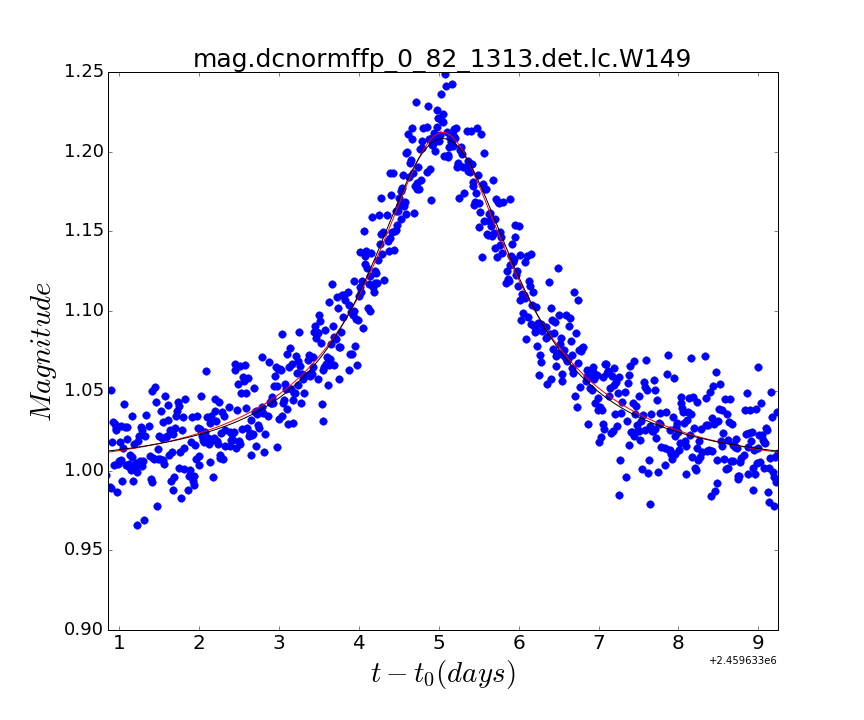 mag.dcnormffp_0_82_1313.det.lc.W149
1.25
1.20
1.15
1.10
1.05
1.00
0.95
0.90
Magnitude
1 2 3 4 5 6 7 8 9
+2.459633e6
t − t₀(days)